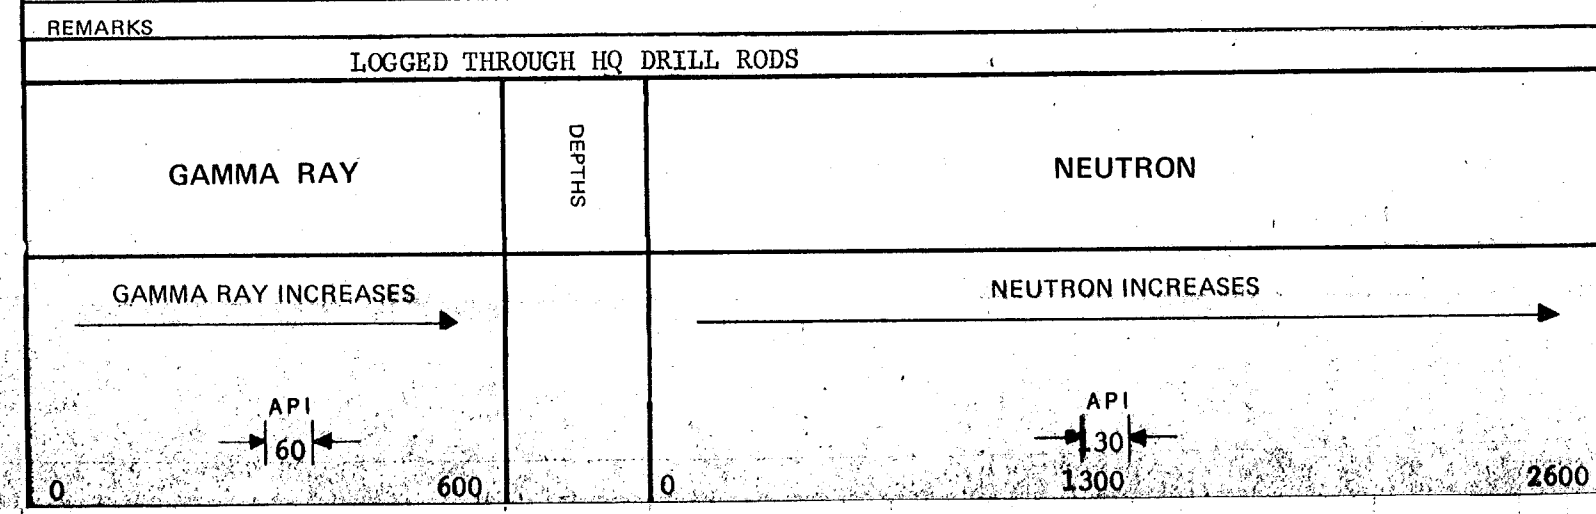 REMARKS
LOGGED THROUGH HQ DRILL RODS
GAMMA RAY
DEPTHS
NEUTRON
GAMMA RAY INCREASES
NEUTRON INCREASES
API
60
API
130
0
600
0
1300
2600